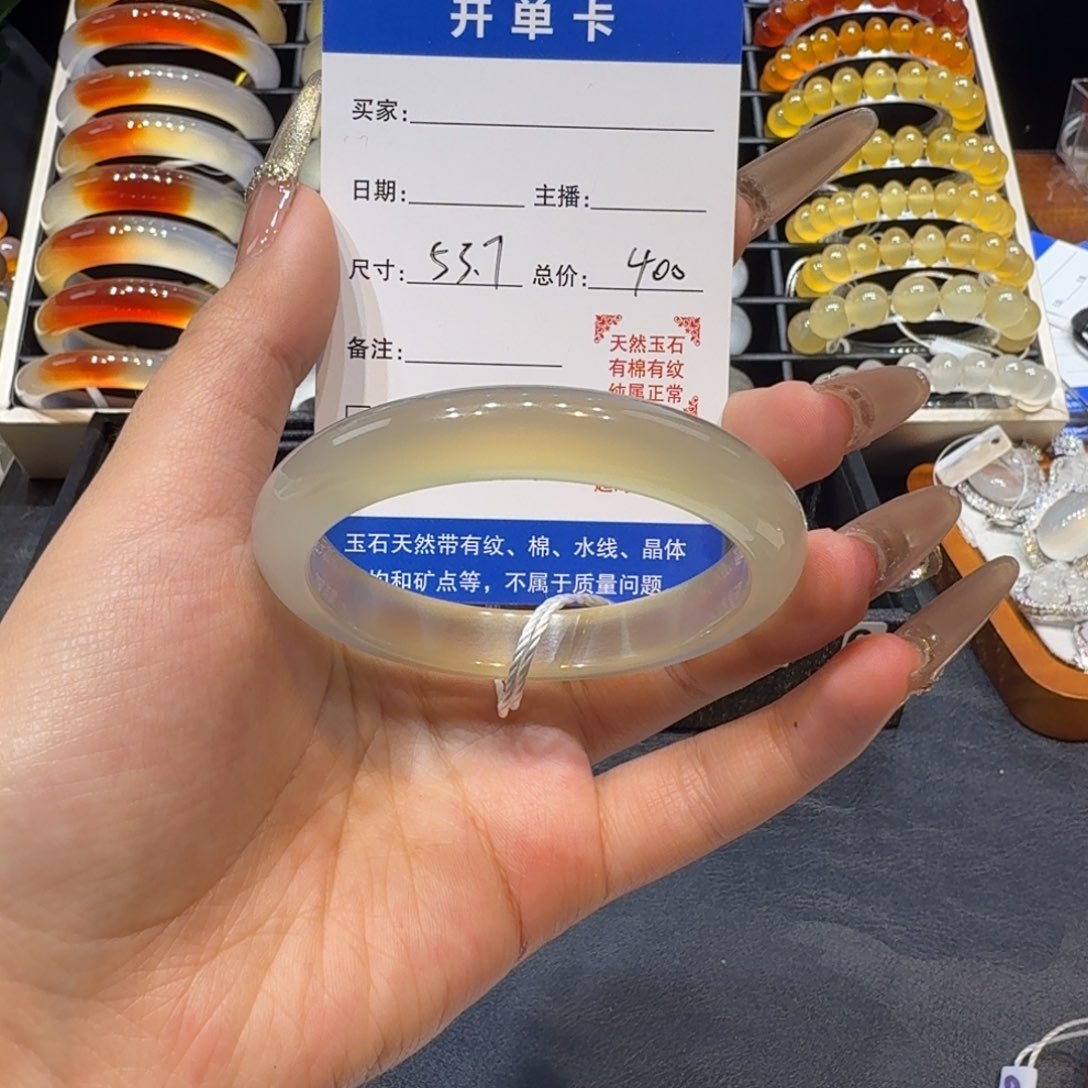 开单卡
买家:
日期: 主播:
尺寸: 53.7 总价: 400
备注:
天然玉石
有棉有纹
纯属正常
玉石天然带有纹、棉、水线、晶体
和矿点等，不属于质量问题